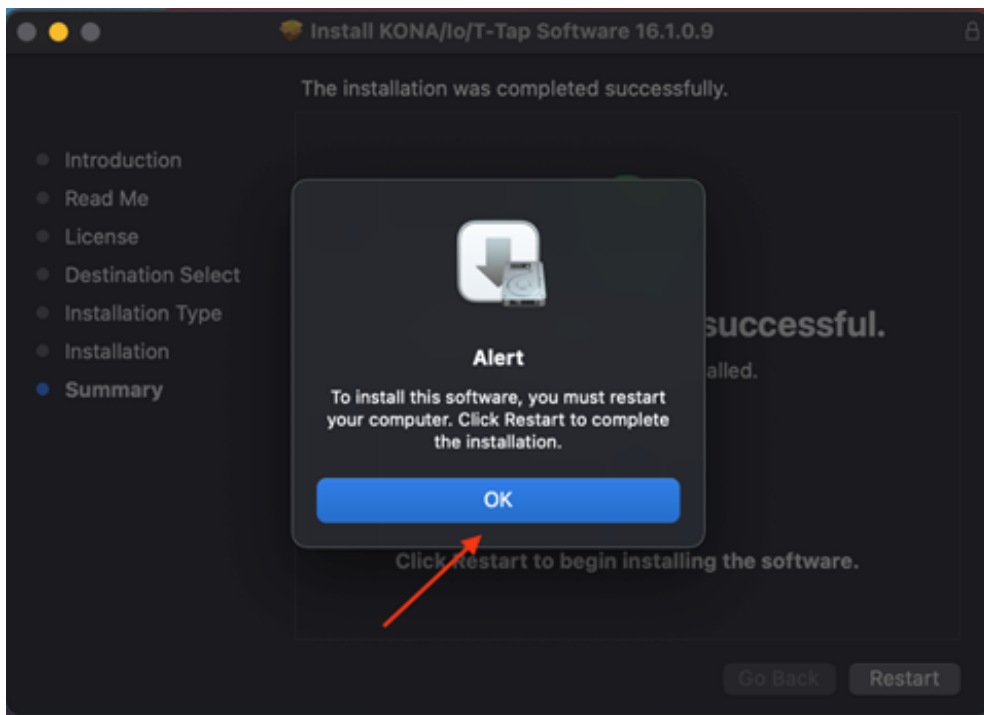 Install KONA/Io/T-Tap Software 16.1.0.9
The installation was completed successfully.
Introduction
Read Me
License
Destination Select
Installation Type
Installation
Summary
successful.
alled.
Alert
To install this software, you must restart
your computer. Click Restart to complete
the installation.
OK
Click Restart to begin installing the software.
Go Back
Restart